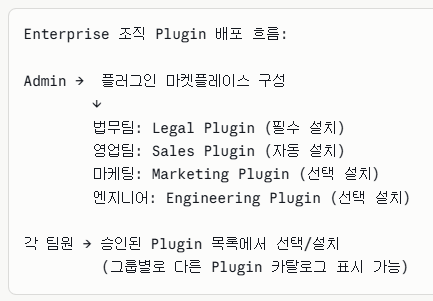 Enterprise 조직 Plugin 배포 흐름:
Admin → 플러그인 마켓플레이스 구성
↓
법무팀: Legal Plugin (필수 설치)
영업팀: Sales Plugin (자동 설치)
마케팅: Marketing Plugin (선택 설치)
엔지니어: Engineering Plugin (선택 설치)
각 팀원 → 승인된 Plugin 목록에서 선택/설치
(그룹별로 다른 Plugin 카탈로그 표시 가능)